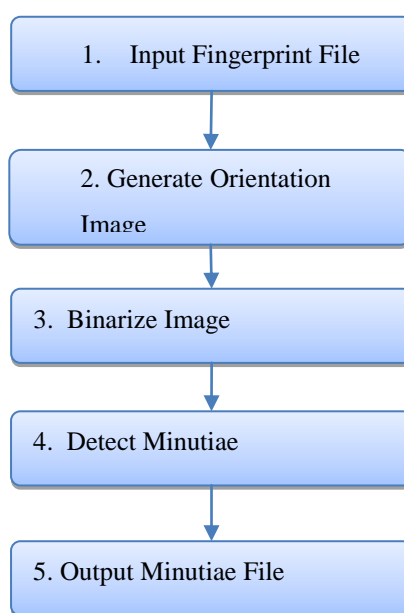 1. Input Fingerprint File
2. Generate Orientation
Image
3. Binarize Image
4. Detect Minutiae
5. Output Minutiae File